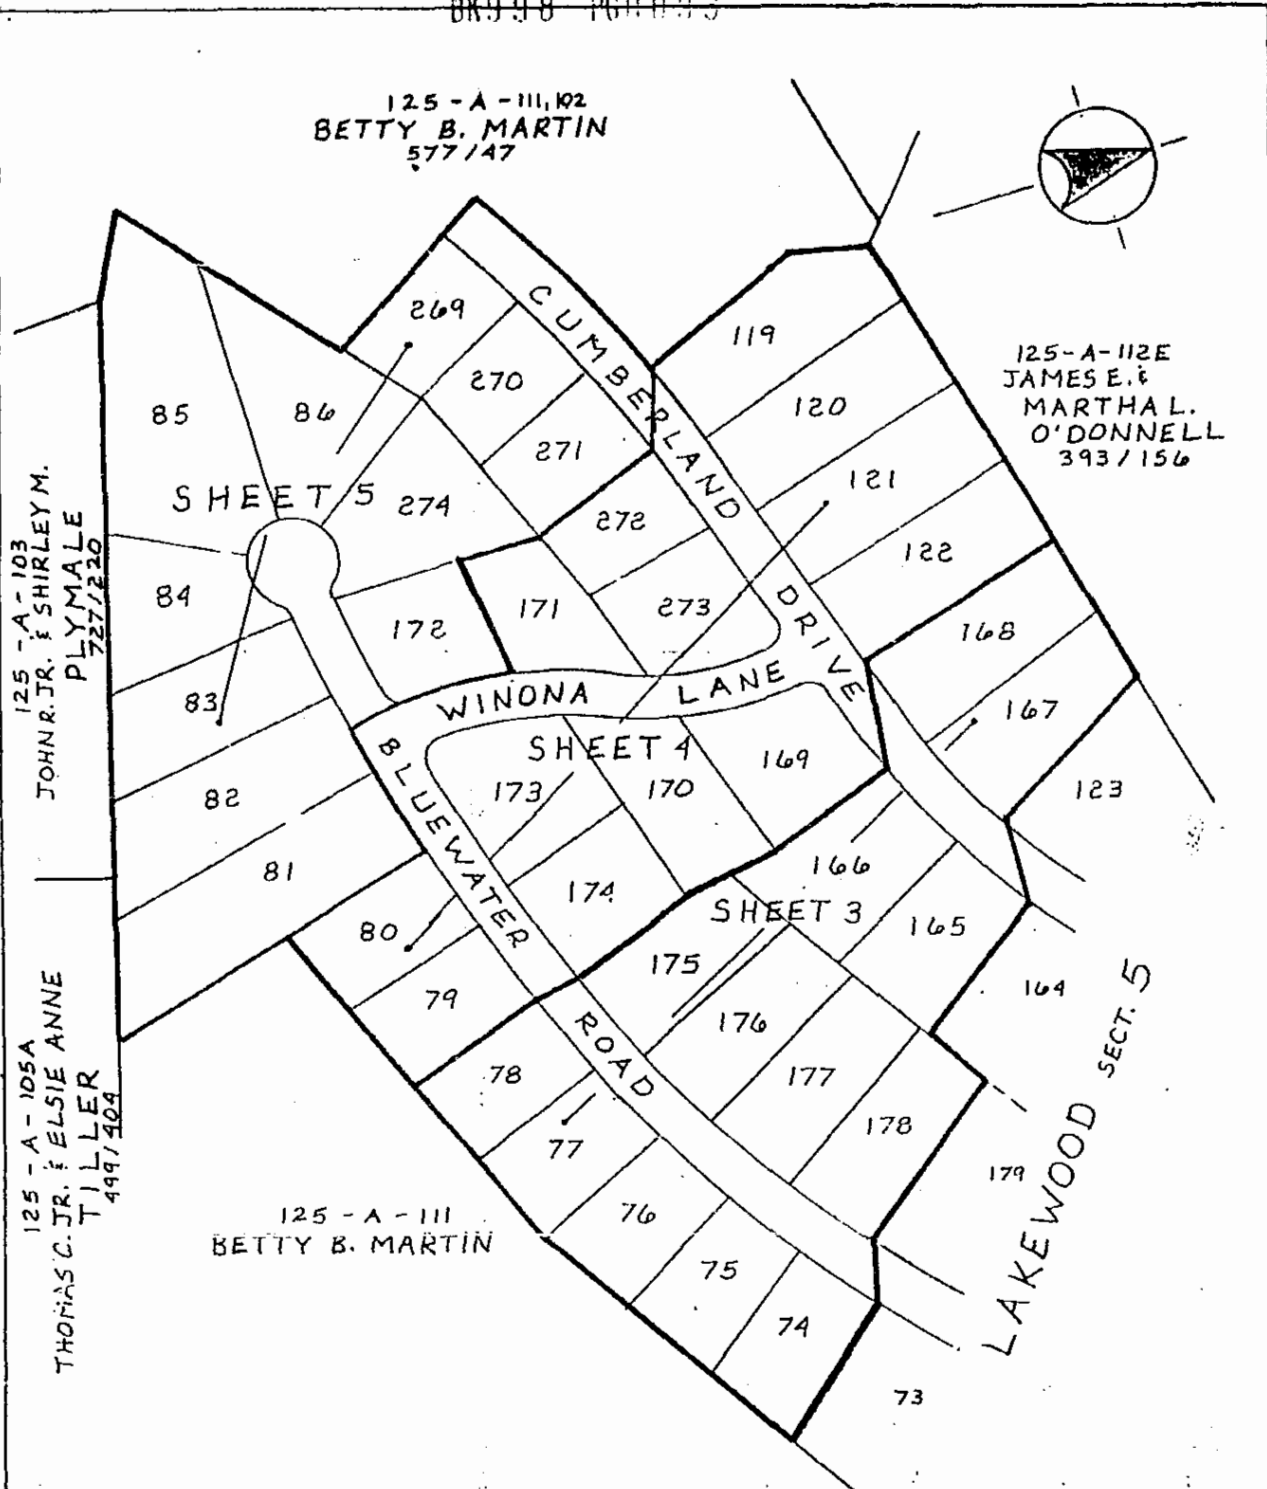 125-A-111,102
BETTY B. MARTIN
577/47
269
CUMBERLAND DRIVE
119
270
120
125-A-112E
JAMES E. &
MARTHA L.
O'DONNELL
393/156
85
86
271
121
SHEET 5
274
272
122
125-A-103
JOHN R. JR. & SHIRLEY M.
PLYMALE
727/220
84
172
171
273
168
83
WINONA LANE
167
BLUEWATER ROAD
SHEET 4
169
82
173
170
123
81
166
174
SHEET 3
80
165
175
79
164
176
125-A-105A
THOMAS C. JR. & ELSIE ANNE
TILLER
499/404
78
177
77
178
LAKEWOOD SECT. 5
179
125-A-111
BETTY B. MARTIN
76
75
74
73